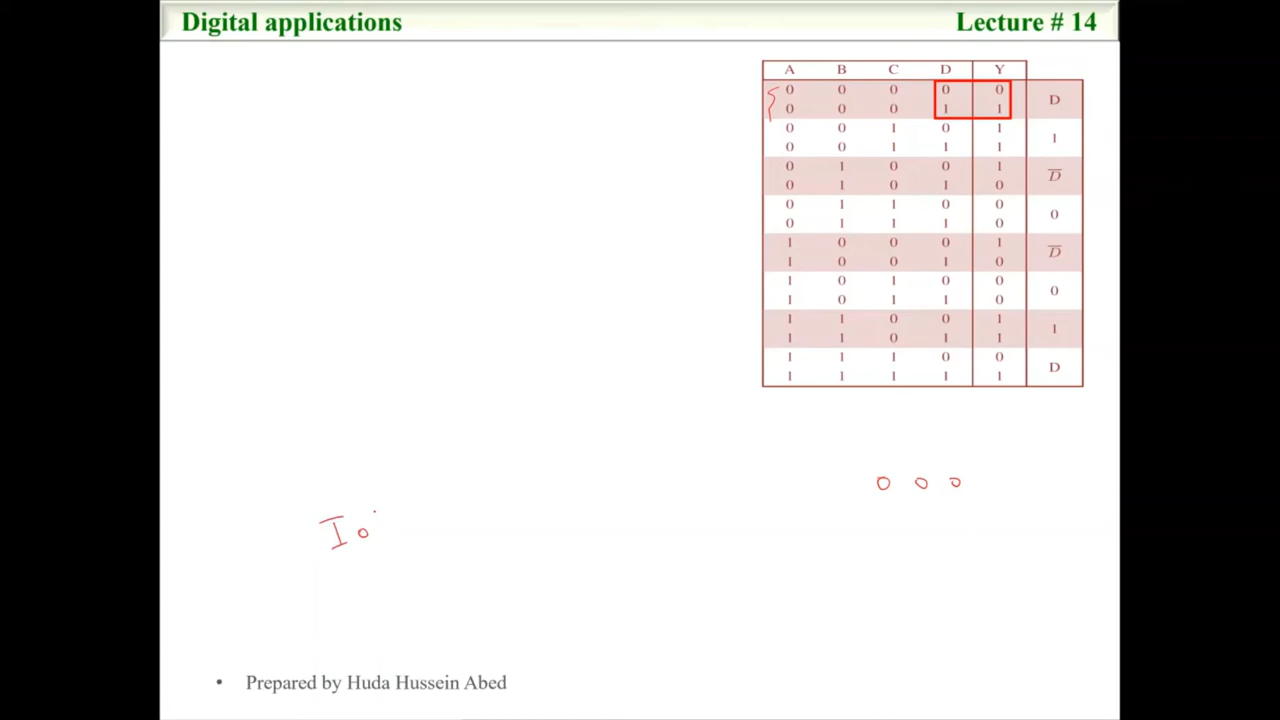 Digital applications Lecture # 14
A B C D Y
0 0 0 0 0 D
0 0 0 1 1
0 0 1 0 1 1
0 0 1 1 1
0 1 0 0 1 D̅
0 1 0 1 0
0 1 1 0 0 0
0 1 1 1 0
1 0 0 0 1 D̅
1 0 0 1 0
1 0 1 0 0 0
1 0 1 1 0
1 1 0 0 1 1
1 1 0 1 1
1 1 1 0 0 D
1 1 1 1 1
0 0 0
I0
• Prepared by Huda Hussein Abed